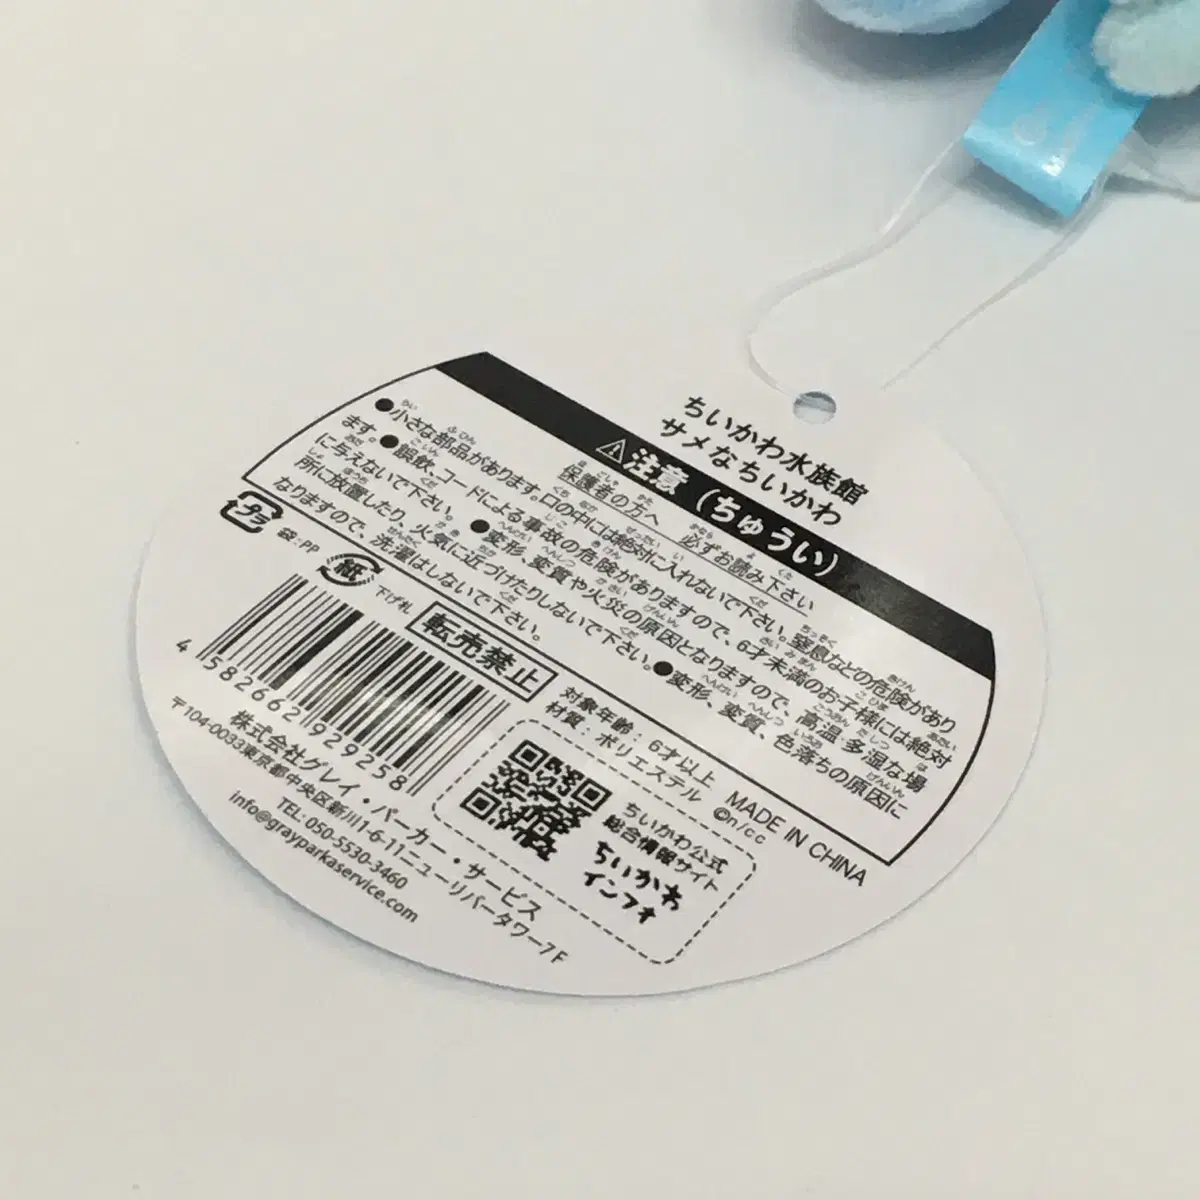 ちいかわ水族館
サメなちいかわ
⚠注意（ちゅうい）
保護者の方へ　必ずお読み下さい
●小さな部品があります。口の中には絶対に入れないで下さい。窒息などの危険があり
ます。●誤飲、コードによる事故の危険がありますので、6才未満のお子様には絶対
に与えないで下さい。●変形、変質や火災の原因となりますので、高温・多湿な場
所に放置したり、火気に近づけたりしないで下さい。●変形、変質、色落ちの原因に
なりますので、洗濯はしないで下さい。
プラ
袋:PP
紙
下げ札
転売禁止
対象年齢：6才以上
材質：ポリエステル
MADE IN CHINA
©n/cc
4 582662 929258
ちいかわ公式
総合情報サイト
ちいかわ
インフォ
株式会社グレイ・パーカー・サービス
〒104-0033東京都中央区新川1-6-11ニューリバータワー7F
TEL: 050-5530-3460
info@grayparkaservice.com